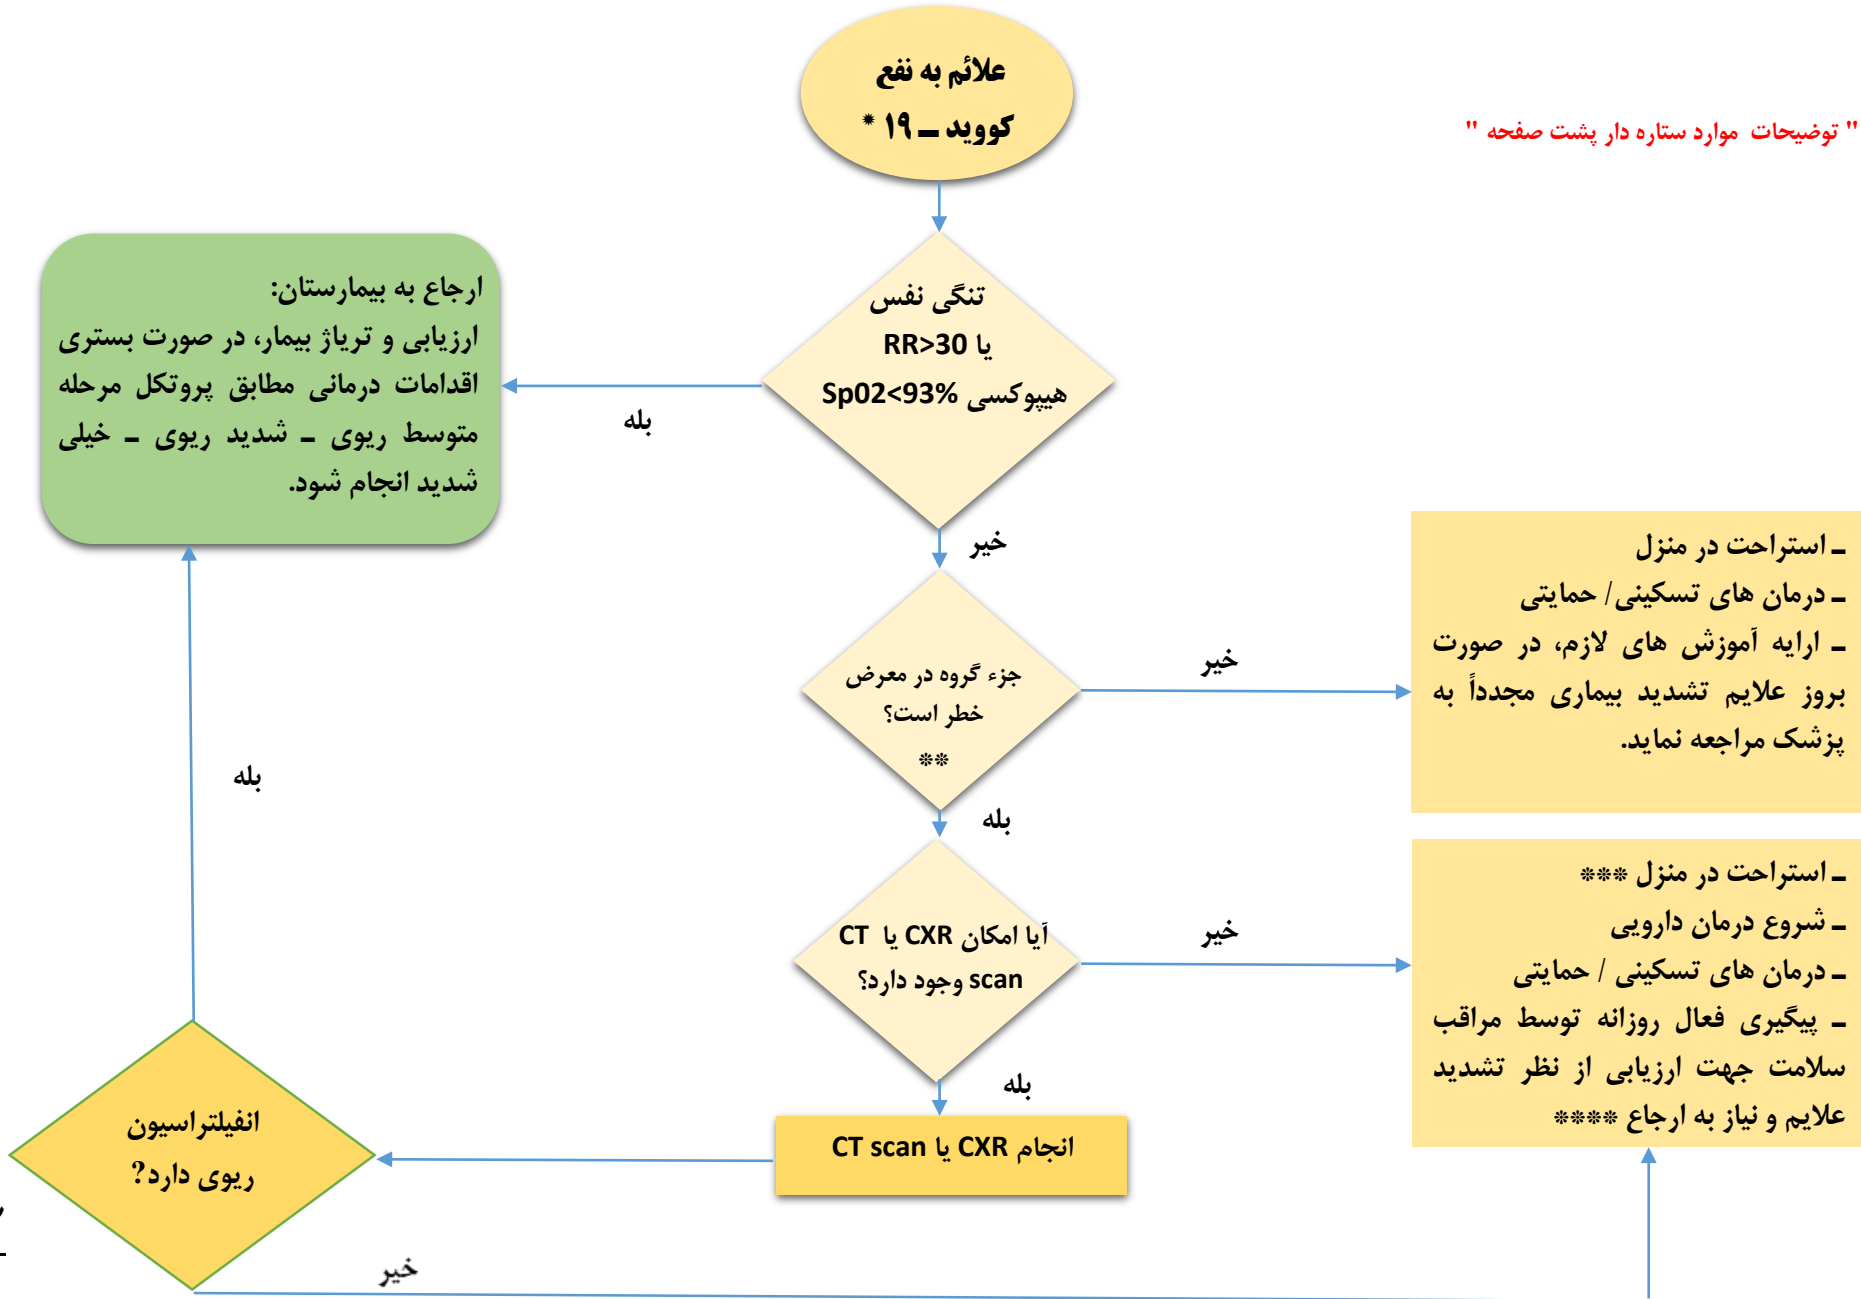 علائم به نفع
کووید ــ ۱۹ *
" توضیحات موارد ستاره دار پشت صفحه "
تنگی نفس
یا RR>30
هیپوکسی Sp02<93%
بله
ارجاع به بیمارستان:
ارزیابی و تریاژ بیمار، در صورت بستری
اقدامات درمانی مطابق پروتکل مرحله
متوسط ریوی ـ شدید ریوی ـ خیلی
شدید انجام شود.
خیر
جزء گروه در معرض
خطر است؟
**
خیر
ـ استراحت در منزل
ـ درمان های تسکینی/ حمایتی
ـ ارایه آموزش های لازم، در صورت
بروز علایم تشدید بیماری مجدداً به
پزشک مراجعه نماید.
بله
آیا امکان CXR یا CT
scan وجود دارد؟
خیر
ـ استراحت در منزل ***
ـ شروع درمان دارویی
ـ درمان های تسکینی / حمایتی
ـ پیگیری فعال روزانه توسط مراقب
سلامت جهت ارزیابی از نظر تشدید
علایم و نیاز به ارجاع ****
بله
انجام CXR یا CT scan
انفیلتراسیون
ریوی دارد?
بله
خیر